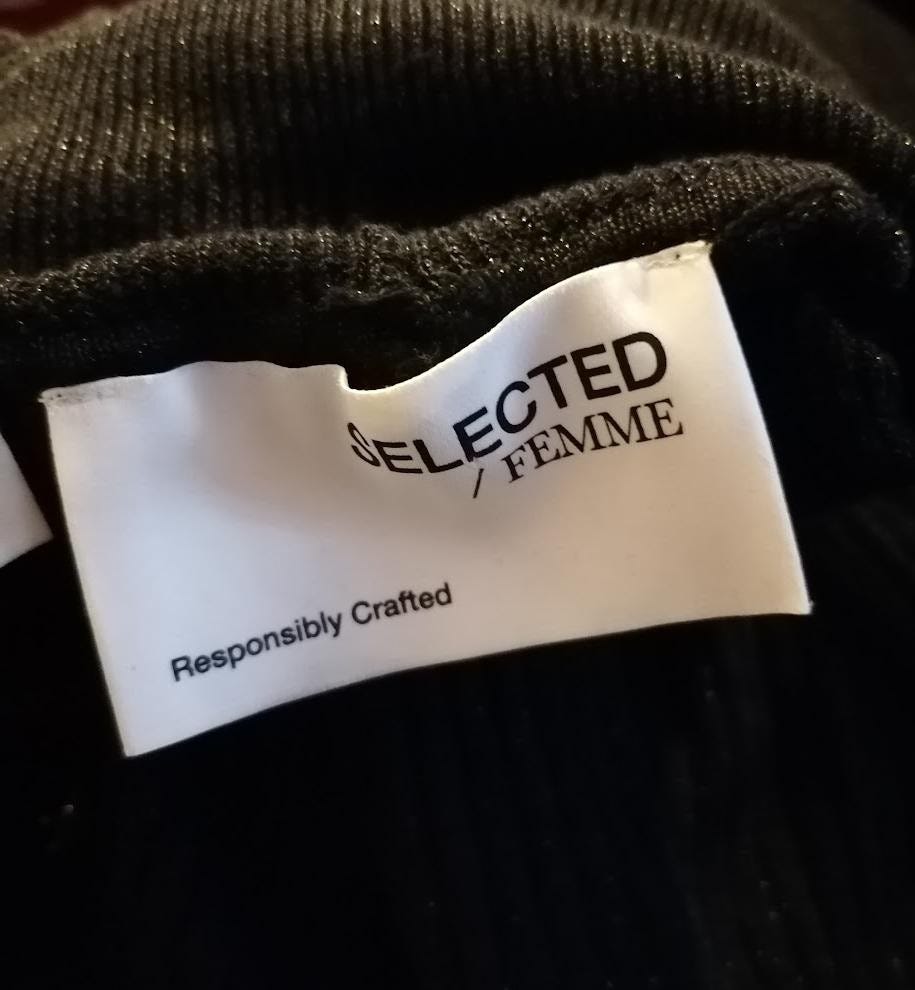 SELECTED
/ FEMME
Responsibly Crafted